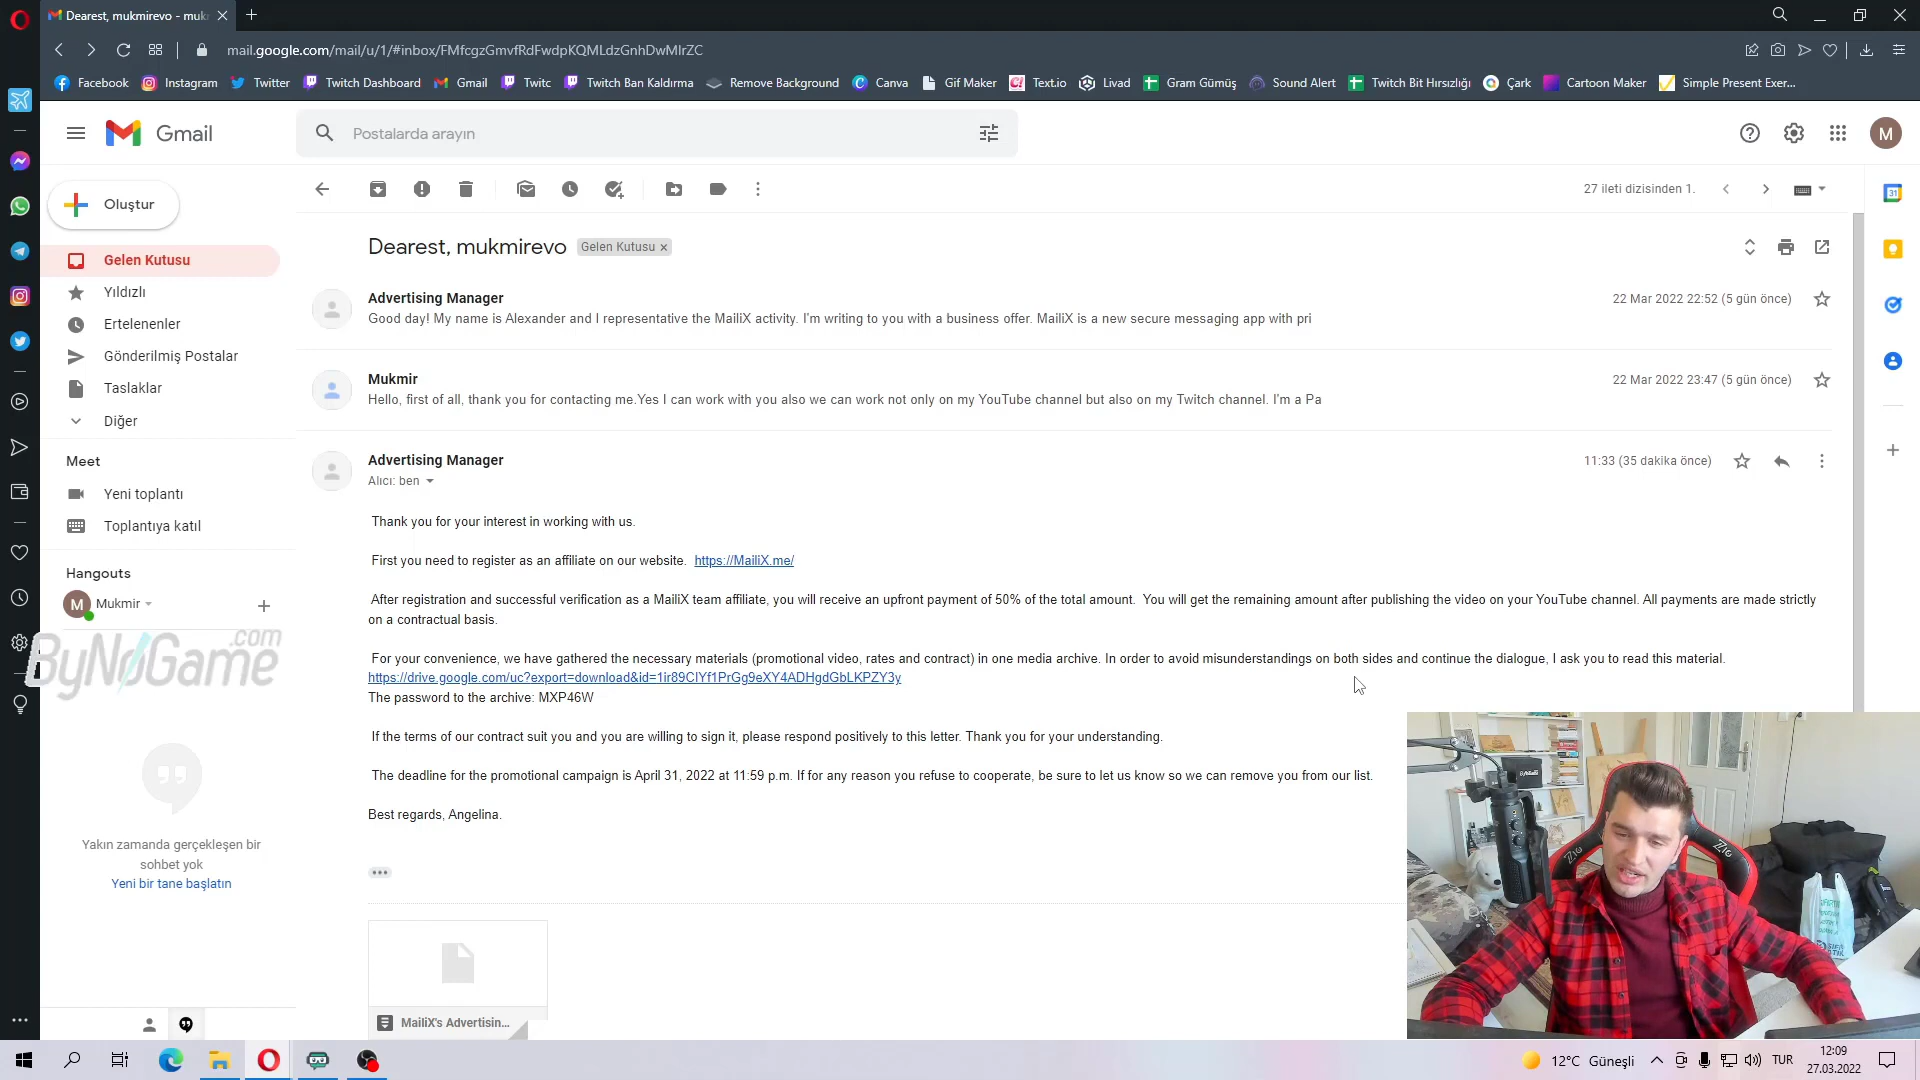 Dearest, mukmirevo - muk
mail.google.com/mail/u/1/#inbox/FMfcgzGmvfRdFwdpKQMLdzGnhDwMlrZC
Facebook Instagram Twitter Twitch Dashboard Gmail Twitc Twitch Ban Kaldırma Remove Background Canva Gif Maker Text.io Livad Gram Gümüş Sound Alert Twitch Bit Hırsızlığı Çark Cartoon Maker Simple Present Exer...
Gmail
Postalarda arayın
M
Oluştur
27 ileti dizisinden 1.
Gelen Kutusu
Yıldızlı
Ertelenenler
Gönderilmiş Postalar
Taslaklar
Diğer
Meet
Yeni toplantı
Toplantıya katıl
Hangouts
M Mukmir
ByNoGame.com
Yakın zamanda gerçekleşen bir
sohbet yok
Yeni bir tane başlatın
Dearest, mukmirevo Gelen Kutusu x
Advertising Manager 22 Mar 2022 22:52 (5 gün önce)
Good day! My name is Alexander and I representative the MailiX activity. I'm writing to you with a business offer. MailiX is a new secure messaging app with pri
Mukmir 22 Mar 2022 23:47 (5 gün önce)
Hello, first of all, thank you for contacting me.Yes I can work with you also we can work not only on my YouTube channel but also on my Twitch channel. I'm a Pa
Advertising Manager 11:33 (35 dakika önce)
Alıcı: ben
Thank you for your interest in working with us.
First you need to register as an affiliate on our website. https://MailiX.me/
After registration and successful verification as a MailiX team affiliate, you will receive an upfront payment of 50% of the total amount. You will get the remaining amount after publishing the video on your YouTube channel. All payments are made strictly
on a contractual basis.
For your convenience, we have gathered the necessary materials (promotional video, rates and contract) in one media archive. In order to avoid misunderstandings on both sides and continue the dialogue, I ask you to read this material.
https://drive.google.com/uc?export=download&id=1ir89CIYf1PrGg9eXY4ADHgdGbLKPZY3y
The password to the archive: MXP46W
If the terms of our contract suit you and you are willing to sign it, please respond positively to this letter. Thank you for your understanding.
The deadline for the promotional campaign is April 31, 2022 at 11:59 p.m. If for any reason you refuse to cooperate, be sure to let us know so we can remove you from our list.
Best regards, Angelina.
MailiX's Advertisin...
12°C Güneşli TUR 12:09
27.03.2022